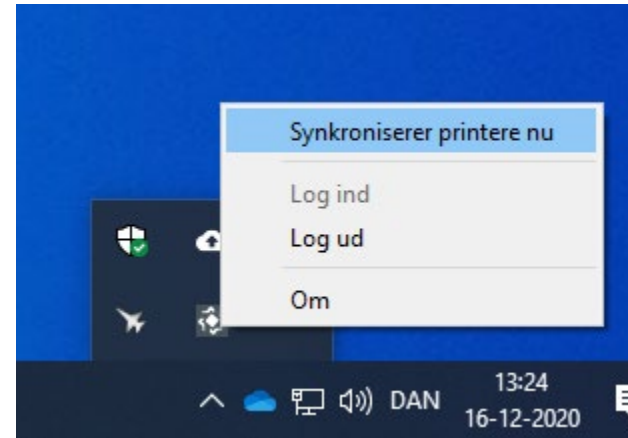 Synkroniserer printere nu
Log ind
Log ud
Om
DAN
13:24
16-12-2020